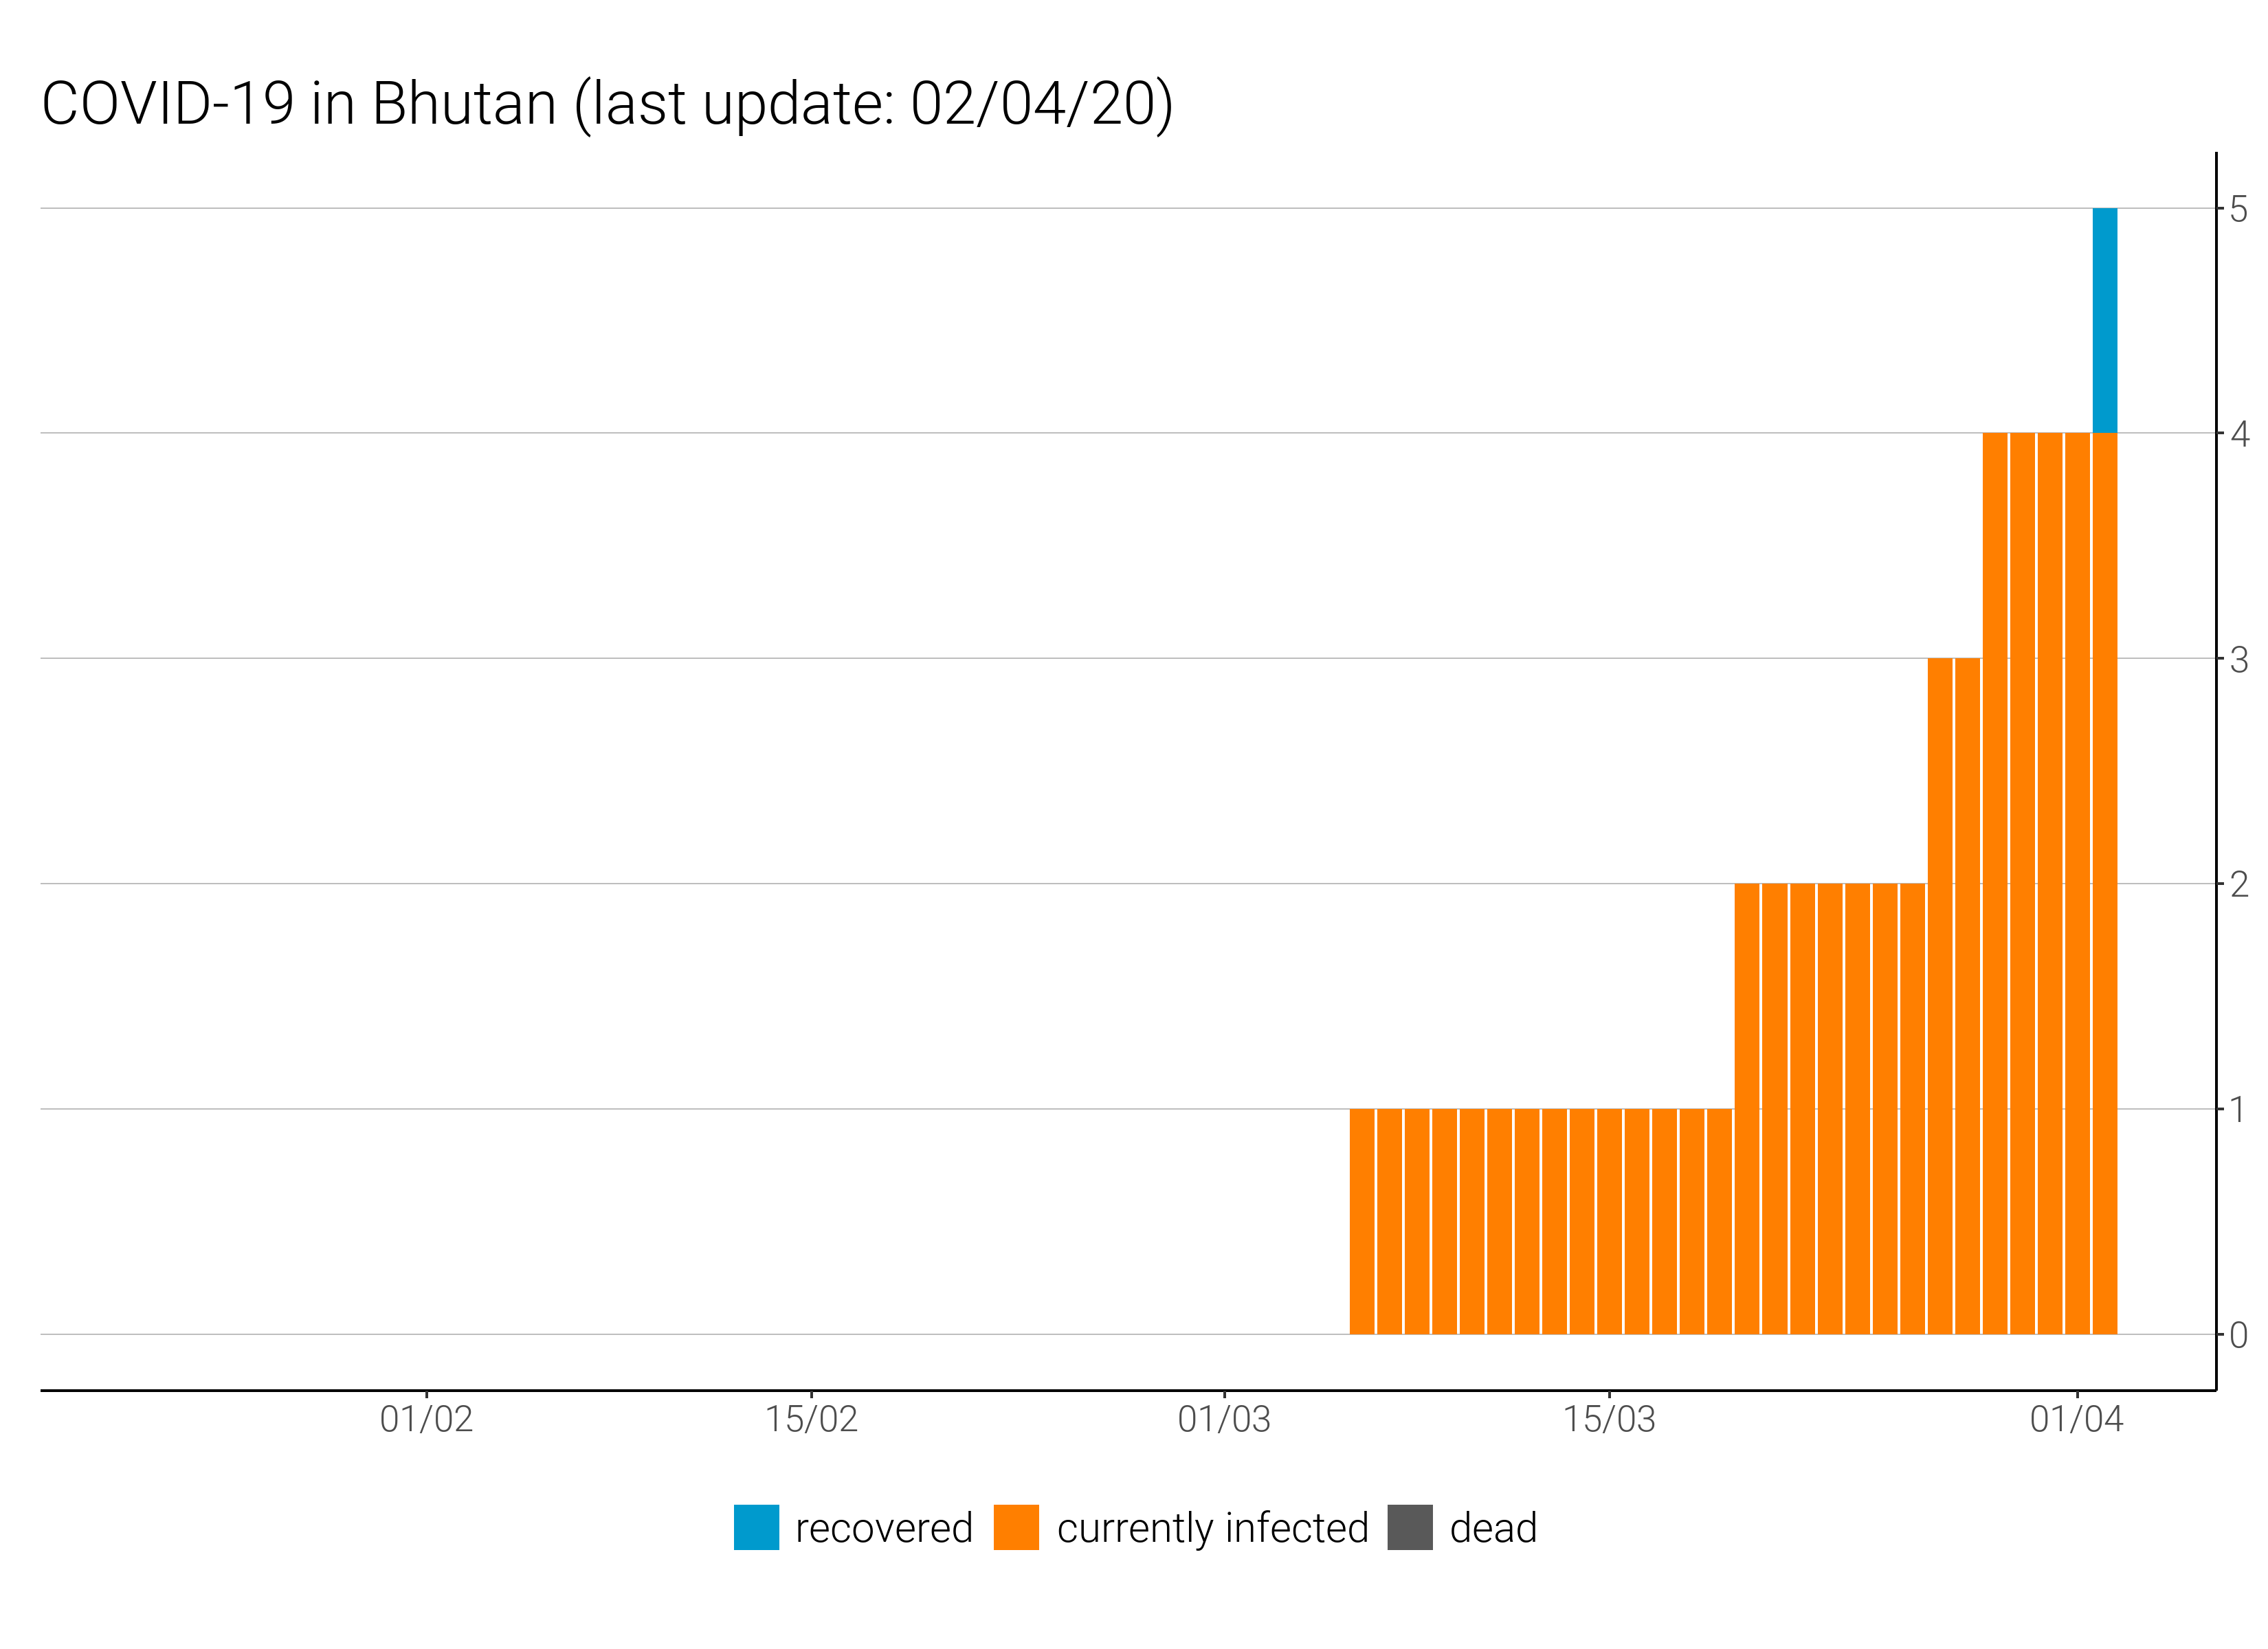 COVID-19 in Bhutan (last update: 02/04/20)
5
4
3
2
1
0
01/02 15/02 01/03 15/03 01/04
recovered currently infected dead